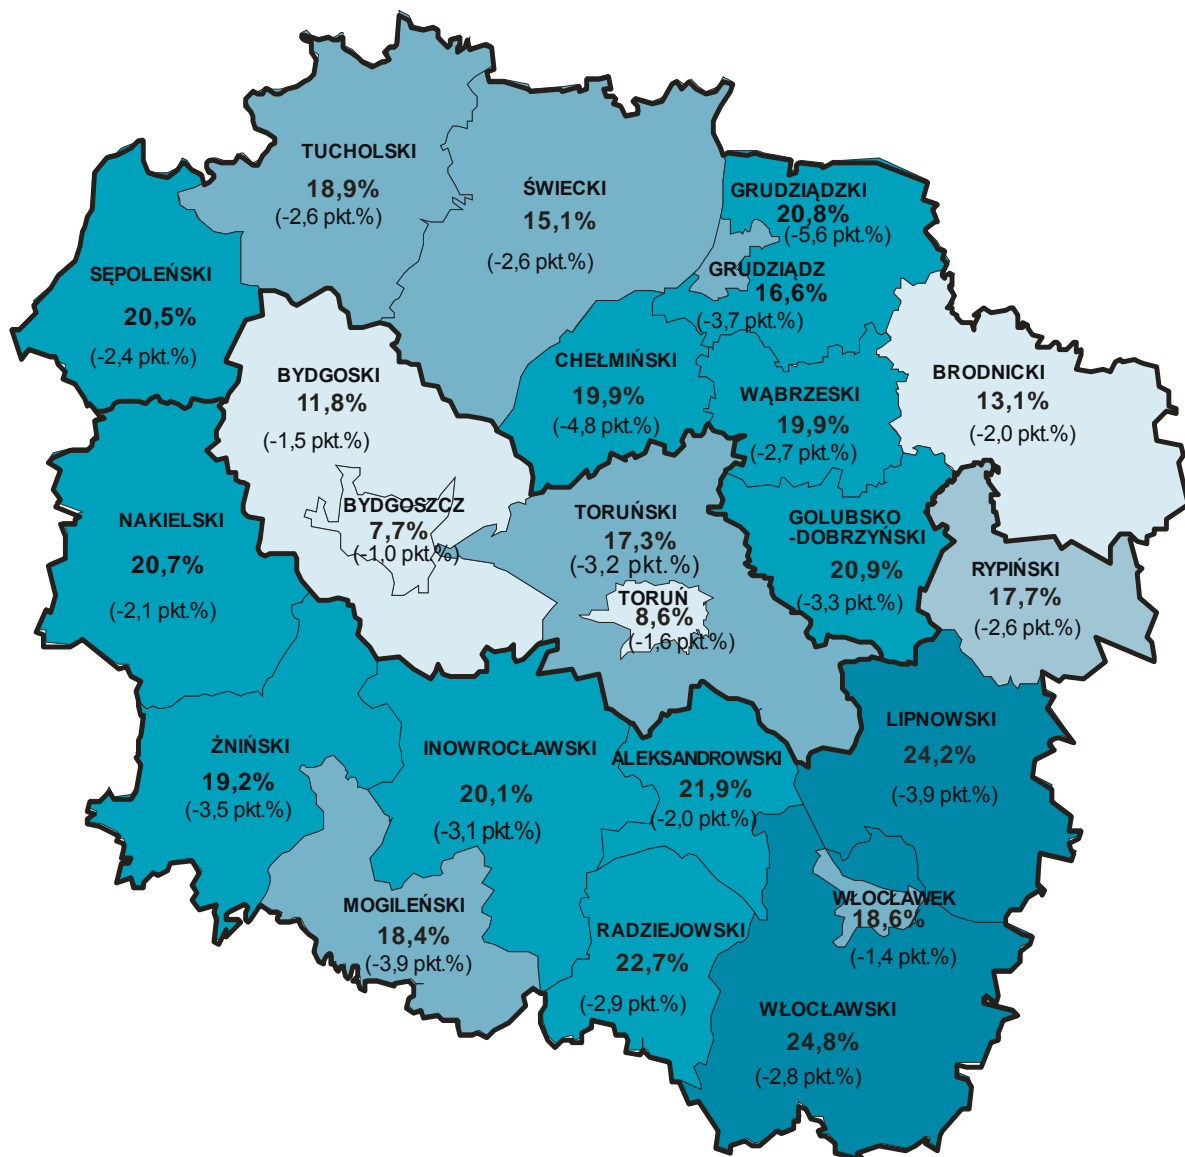 TUCHOLSKI
18,9%
(-2,6 pkt.%)
ŚWIECKI
15,1%
(-2,6 pkt.%)
GRUDZIĄDZKI
20,8%
(-5,6 pkt.%)
GRUDZIĄDZ
16,6%
(-3,7 pkt.%)
SĘPOLEŃSKI
20,5%
(-2,4 pkt.%)
BYDGOSKI
11,8%
(-1,5 pkt.%)
CHEŁMIŃSKI
19,9%
(-4,8 pkt.%)
WĄBRZESKI
19,9%
(-2,7 pkt.%)
BRODNICKI
13,1%
(-2,0 pkt.%)
NAKIELSKI
20,7%
(-2,1 pkt.%)
BYDGOSZCZ
7,7%
(-1,0 pkt.%)
TORUŃSKI
17,3%
(-3,2 pkt.%)
TORUŃ
8,6%
(-1,6 pkt.%)
GOLUBSKO
-DOBRZYŃSKI
20,9%
(-3,3 pkt.%)
RYPIŃSKI
17,7%
(-2,6 pkt.%)
ŻNIŃSKI
19,2%
(-3,5 pkt.%)
INOWROCŁAWSKI
20,1%
(-3,1 pkt.%)
ALEKSANDROWSKI
21,9%
(-2,0 pkt.%)
LIPNOWSKI
24,2%
(-3,9 pkt.%)
MOGILEŃSKI
18,4%
(-3,9 pkt.%)
RADZIEJOWSKI
22,7%
(-2,9 pkt.%)
WŁOCŁAWEK
18,6%
(-1,4 pkt.%)
WŁOCŁAWSKI
24,8%
(-2,8 pkt.%)